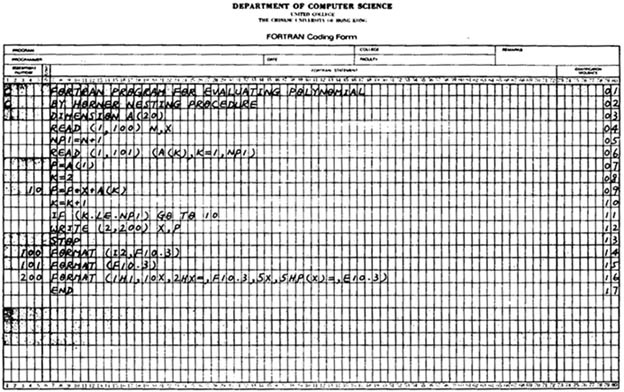 DEPARTMENT OF COMPUTER SCIENCE
UNITED COLLEGE
THE CHINESE UNIVERSITY OF HONG KONG
FORTRAN Coding Form
PROGRAM COLLEGE REMARKS
PROGRAMMER DATE FACULTY
STATEMENT NUMBER FORTRAN STATEMENT IDENTIFICATION SEQUENCE
C FORTRAN PROGRAM FOR EVALUATING POLYNOMIAL 01
C BY HORNER NESTING PROCEDURE 02
DIMENSION A(20) 03
READ (1,100) N,X 04
NP1=N+1 05
READ (1,101) (A(K),K=1,NP1) 06
P=A(1) 07
K=2 08
10 P=P*X+A(K) 09
K=K+1 10
IF (K.LE.NP1) GO TO 10 11
WRITE (2,200) X,P 12
STOP 13
100 FORMAT (I2,F10.3) 14
101 FORMAT (F10.3) 15
200 FORMAT (1H1,10X,2HX=,F10.3,5X,5HP(X)=,E10.3) 16
END 17